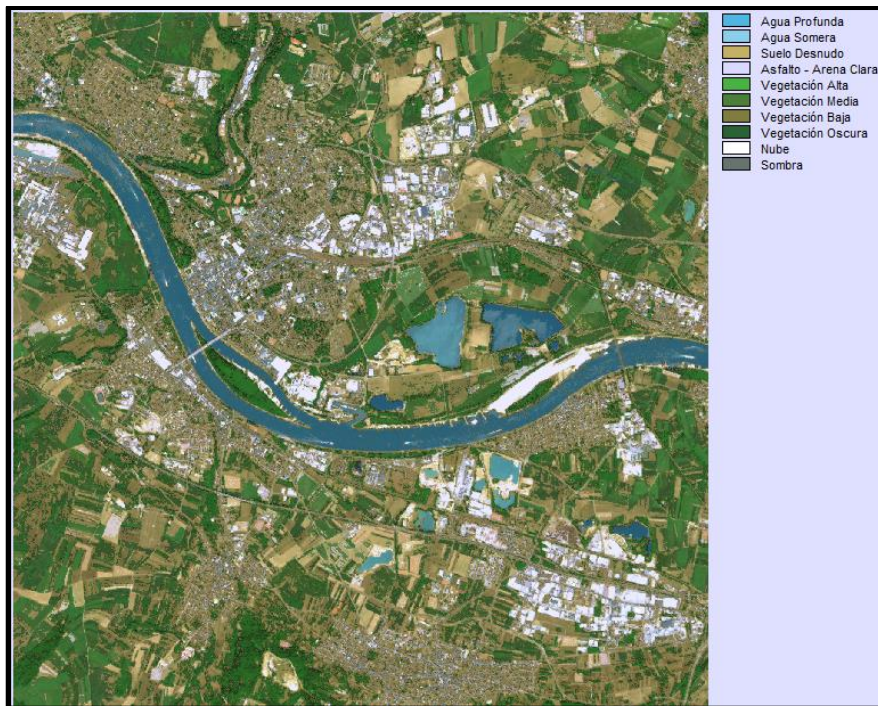 Agua Profunda
Agua Somera
Suelo Desnudo
Asfalto - Arena Clara
Vegetación Alta
Vegetación Media
Vegetación Baja
Vegetación Oscura
Nube
Sombra